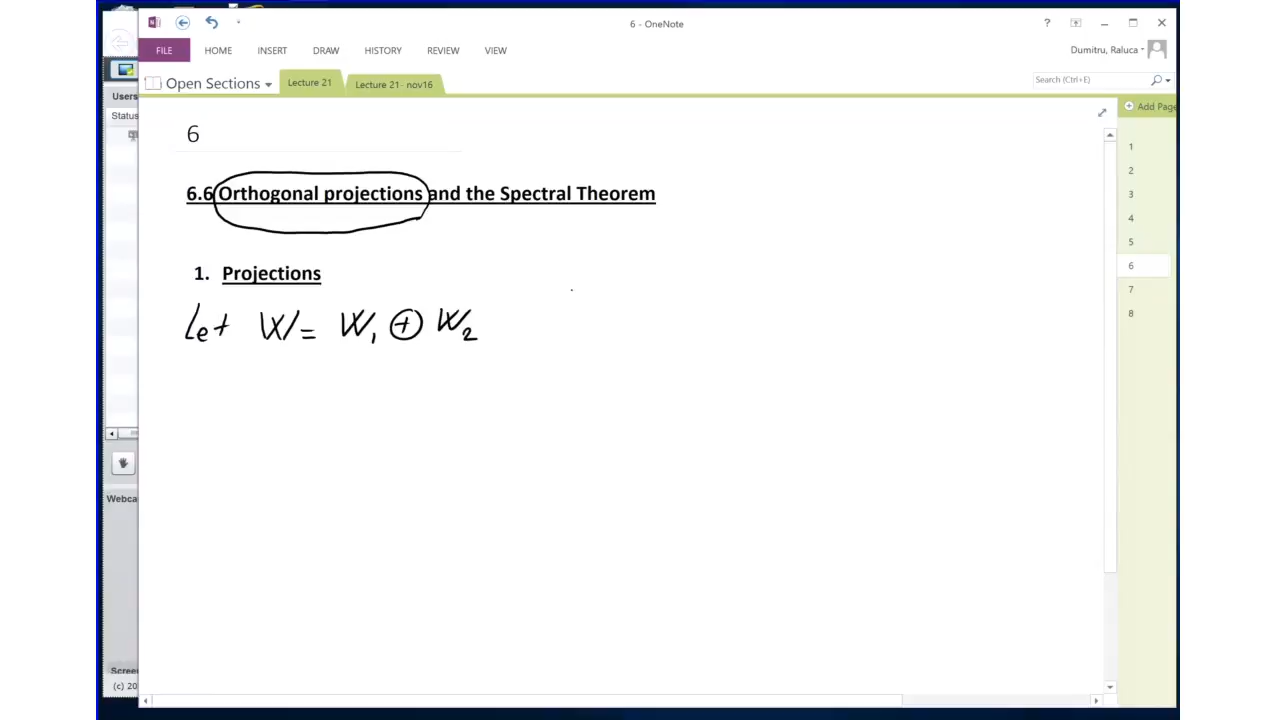 6 - OneNote
?
FILE HOME INSERT DRAW HISTORY REVIEW VIEW
Dumitru, Raluca
Open Sections Lecture 21 Lecture 21 - nov16
Search (Ctrl+E)
Users
Status
Add Page
6
1
2
3
4
5
6
7
8
6.6 Orthogonal projections and the Spectral Theorem
1. Projections
Let W = W₁ ⊕ W₂
Webca
Screen
(c) 20